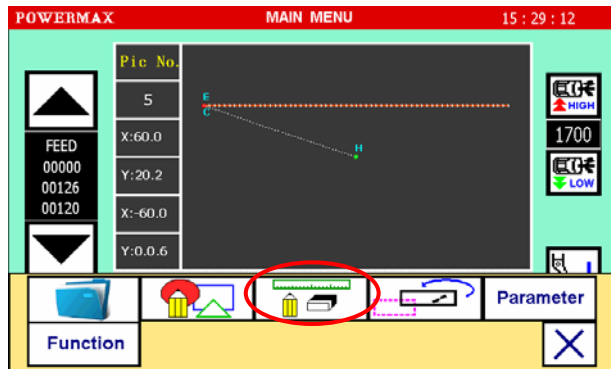 POWERMAX MAIN MENU 15:29:12
Pic No.
5
X:60.0
Y:20.2
X:-60.0
Y:0.0.6
FEED
00000
00126
00120
E
C
H
HIGH
1700
LOW
Parameter
Function